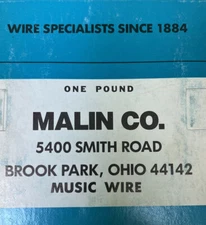 WIRE SPECIALISTS SINCE 1884
ONE POUND
MALIN CO.
5400 SMITH ROAD
BROOK PARK, OHIO 44142
MUSIC WIRE